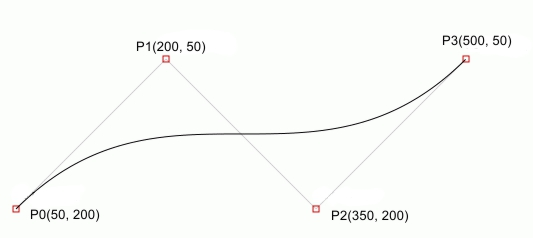 P3(500, 50)
P1(200, 50)
P0(50, 200)
P2(350, 200)